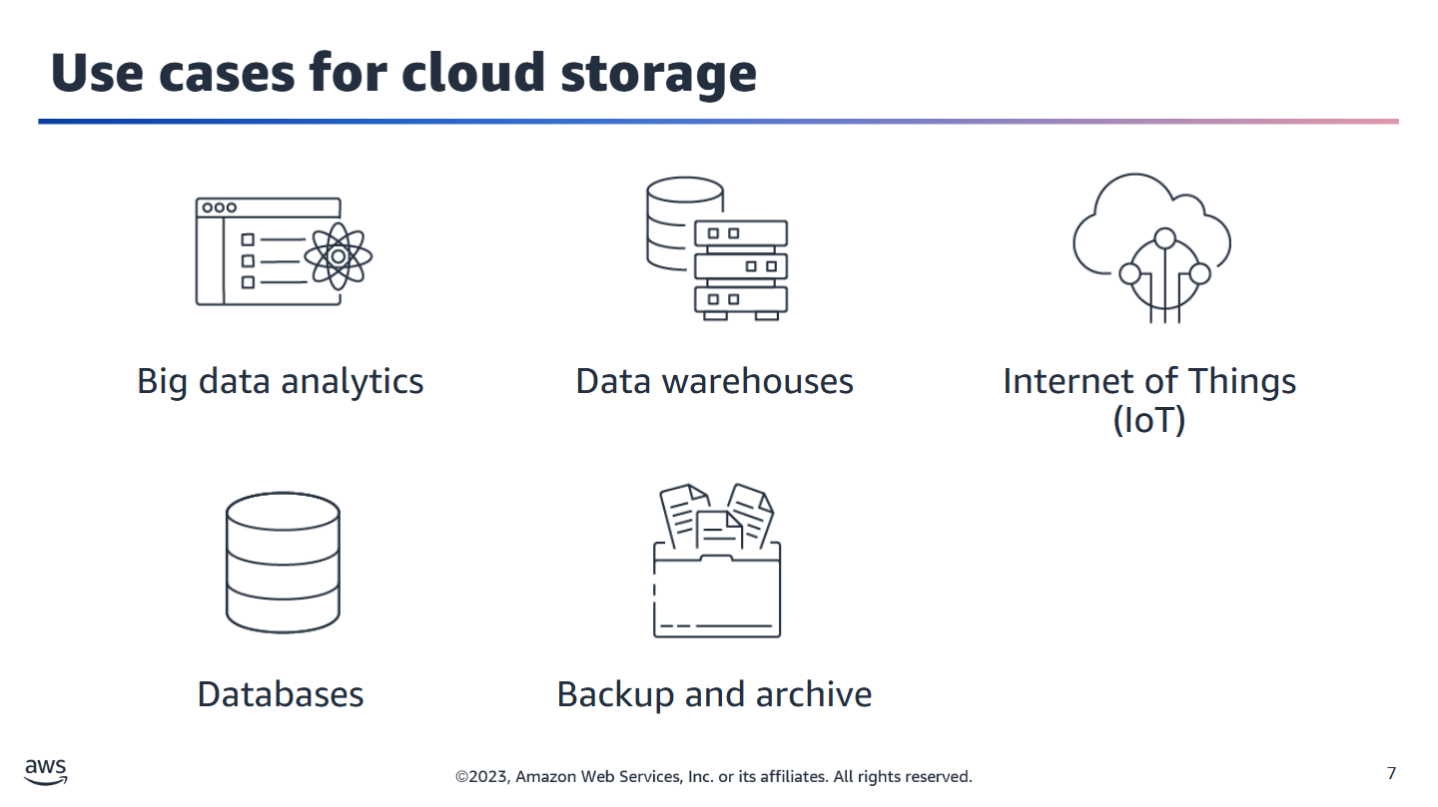 Use cases for cloud storage
Big data analytics
Data warehouses
Internet of Things
(IoT)
Databases
Backup and archive
aws
©2023, Amazon Web Services, Inc. or its affiliates. All rights reserved.
7